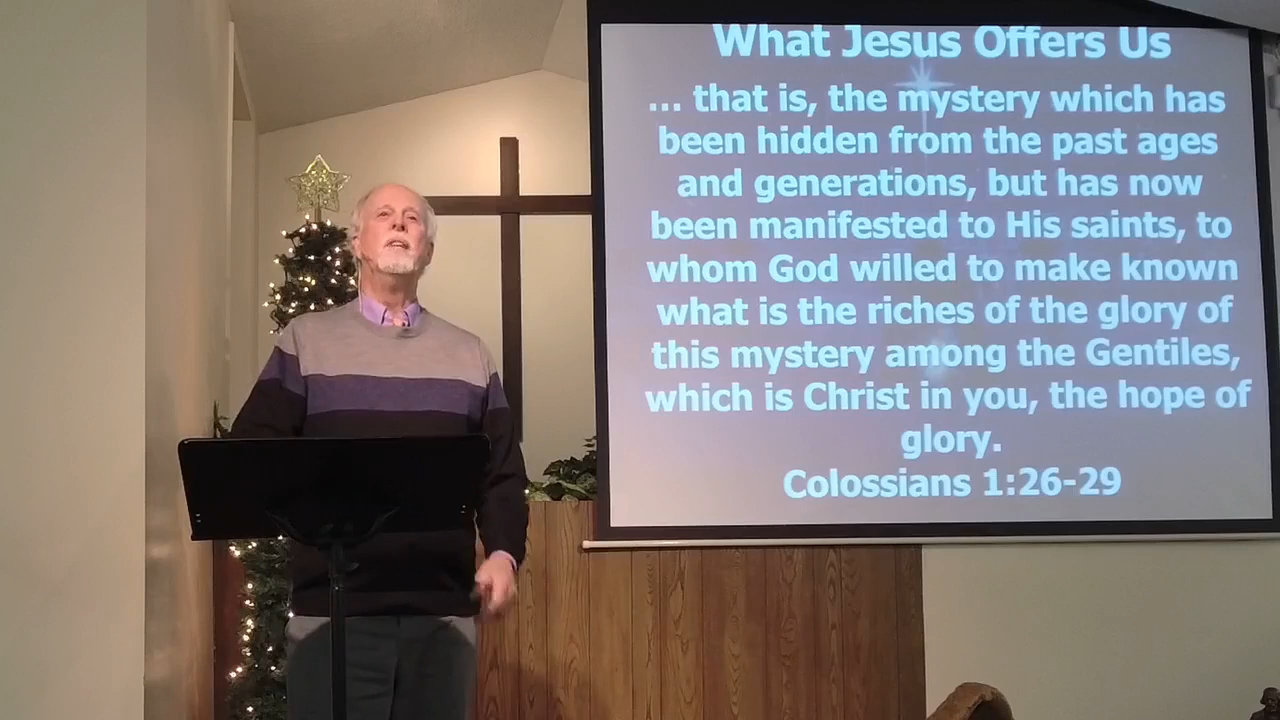 What Jesus Offers Us
... that is, the mystery which has
been hidden from the past ages
and generations, but has now
been manifested to His saints, to
whom God willed to make known
what is the riches of the glory of
this mystery among the Gentiles,
which is Christ in you, the hope of
glory.
Colossians 1:26-29